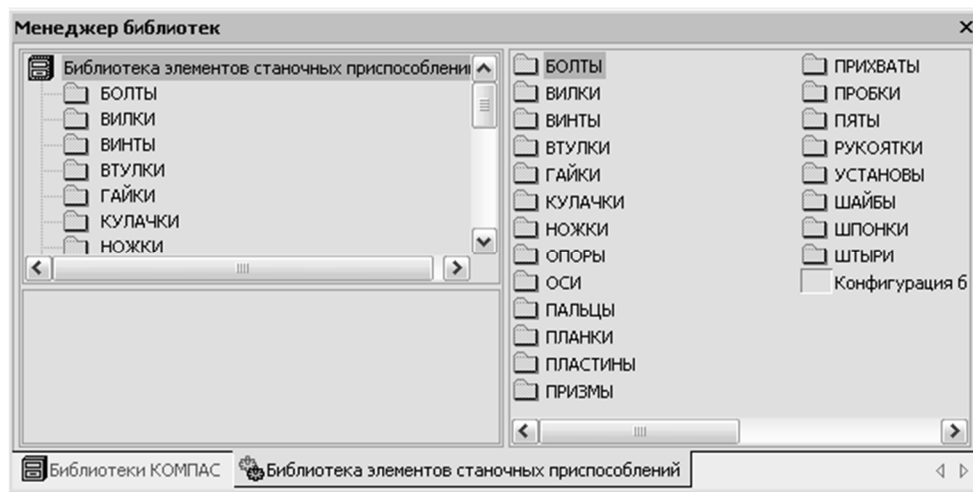 Менеджер библиотек
Библиотека элементов станочных приспособлени
БОЛТЫ
ВИЛКИ
ВИНТЫ
ВТУЛКИ
ГАЙКИ
КУЛАЧКИ
НОЖКИ
БОЛТЫ
ВИЛКИ
ВИНТЫ
ВТУЛКИ
ГАЙКИ
КУЛАЧКИ
НОЖКИ
ОПОРЫ
ОСИ
ПАЛЬЦЫ
ПЛАНКИ
ПЛАСТИНЫ
ПРИЗМЫ
ПРИХВАТЫ
ПРОБКИ
ПЯТЫ
РУКОЯТКИ
УСТАНОВЫ
ШАЙБЫ
ШПОНКИ
ШТЫРИ
Конфигурация б
Библиотеки КОМПАС
Библиотека элементов станочных приспособлений